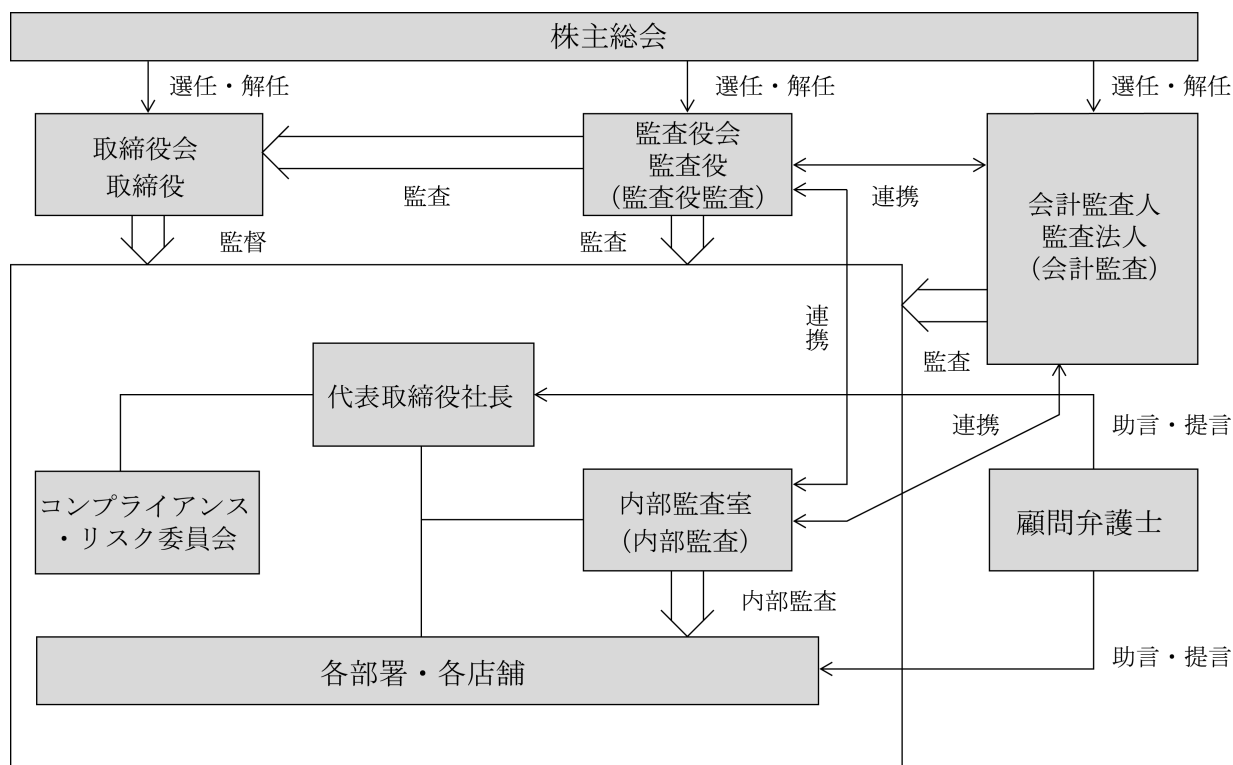 株主総会
選任・解任
選任・解任
選任・解任
取締役会
取締役
監査役会
監査役
(監査役監査)
会計監査人
監査法人
(会計監査)
監査
連携
監督
監査
連携
監査
代表取締役社長
連携
助言・提言
コンプライアンス
・リスク委員会
内部監査室
(内部監査)
顧問弁護士
内部監査
各部署・各店舗
助言・提言